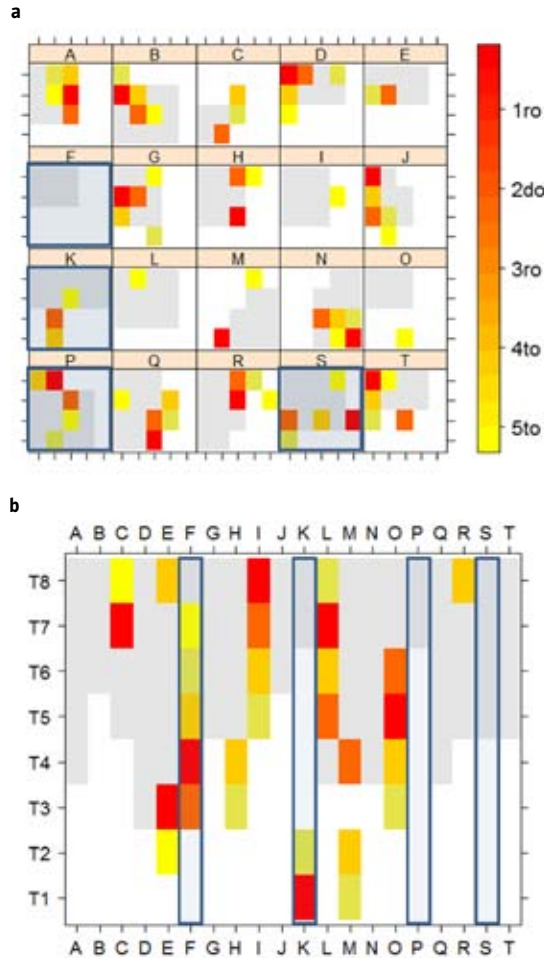 a
A B C D E
1ro
F G H I J
2do
K L M N O
3ro
4to
P Q R S T
5to
b
A B C D E F G H I J K L M N O P Q R S T
T8
T7
T6
T5
T4
T3
T2
T1
A B C D E F G H I J K L M N O P Q R S T